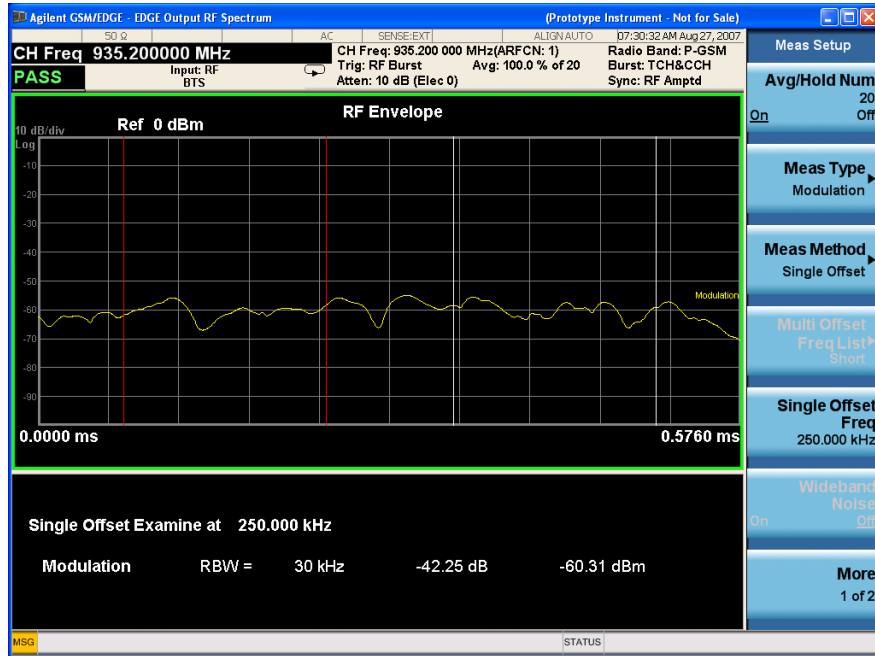 Agilent GSM/EDGE - EDGE Output RF Spectrum (Prototype Instrument - Not for Sale)
50 Ω AC SENSE:EXT ALIGN AUTO 07:30:32 AM Aug 27, 2007
CH Freq 935.200000 MHz
CH Freq: 935.200 000 MHz(ARFCN: 1) Radio Band: P-GSM
Trig: RF Burst Avg: 100.0 % of 20 Burst: TCH&CCH
Atten: 10 dB (Elec 0) Sync: RF Amptd
PASS
Input: RF
BTS
RF Envelope
10 dB/div
Ref 0 dBm
Log
-10
-20
-30
-40
-50
-60
-70
-80
-90
Modulation
0.0000 ms 0.5760 ms
Single Offset Examine at 250.000 kHz
Modulation RBW = 30 kHz -42.25 dB -60.31 dBm
Meas Setup
Avg/Hold Num
20
On Off
Meas Type
Modulation
Meas Method
Single Offset
Multi Offset
Freq List
Short
Single Offset
Freq
250.000 kHz
Wideband
Noise
On Off
More
1 of 2
MSG STATUS